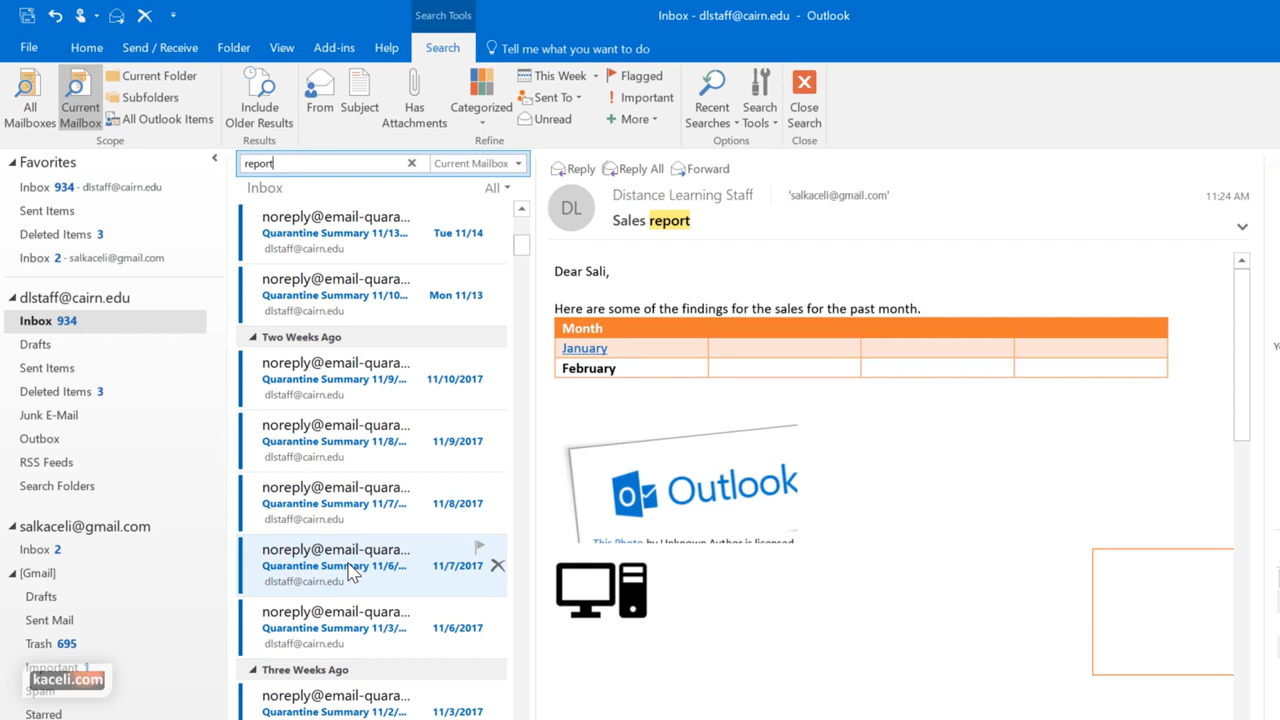 Search Tools
Inbox - dlstaff@cairn.edu - Outlook
File Home Send / Receive Folder View Add-ins Help Search Tell me what you want to do
All Mailboxes
Current Mailbox
Current Folder
Subfolders
All Outlook Items
Scope
Include Older Results
Results
From
Subject
Has Attachments
Categorized
This Week
Sent To
Unread
Flagged
Important
More
Refine
Recent Searches
Search Tools
Options
Close Search
Close
Favorites
Inbox 934 - dlstaff@cairn.edu
Sent Items
Deleted Items 3
Inbox 2 - salkaceli@gmail.com
dlstaff@cairn.edu
Inbox 934
Drafts
Sent Items
Deleted Items 3
Junk E-Mail
Outbox
RSS Feeds
Search Folders
salkaceli@gmail.com
Inbox 2
[Gmail]
Drafts
Sent Mail
Trash 695
Important 1
kaceli.com
Spam
Starred
report
Current Mailbox
Inbox All
noreply@email-quara...
Quarantine Summary 11/13... Tue 11/14
dlstaff@cairn.edu
noreply@email-quara...
Quarantine Summary 11/10... Mon 11/13
dlstaff@cairn.edu
Two Weeks Ago
noreply@email-quara...
Quarantine Summary 11/9/... 11/10/2017
dlstaff@cairn.edu
noreply@email-quara...
Quarantine Summary 11/8/... 11/9/2017
dlstaff@cairn.edu
noreply@email-quara...
Quarantine Summary 11/7/... 11/8/2017
dlstaff@cairn.edu
noreply@email-quara...
Quarantine Summary 11/6/... 11/7/2017
dlstaff@cairn.edu
noreply@email-quara...
Quarantine Summary 11/3/... 11/6/2017
dlstaff@cairn.edu
Three Weeks Ago
noreply@email-quara...
Quarantine Summary 11/2/... 11/3/2017
Reply Reply All Forward
DL
Distance Learning Staff 'salkaceli@gmail.com' 11:24 AM
Sales report
Dear Sali,
Here are some of the findings for the sales for the past month.
Month
January
February
Outlook
This Photo by Unknown Author is licensed